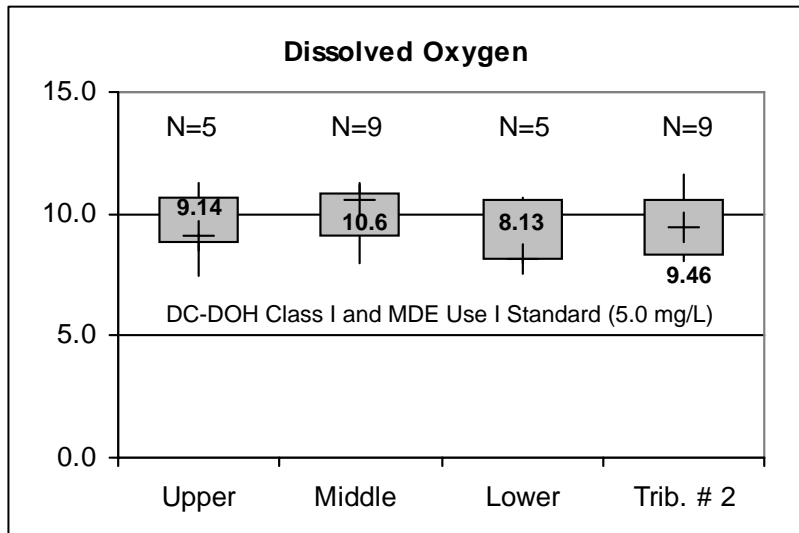 Dissolved Oxygen
15.0
N=5 N=9 N=5 N=9
10.0
9.14 10.6 8.13 9.46
DC-DOH Class I and MDE Use I Standard (5.0 mg/L)
5.0
0.0
Upper Middle Lower Trib. # 2